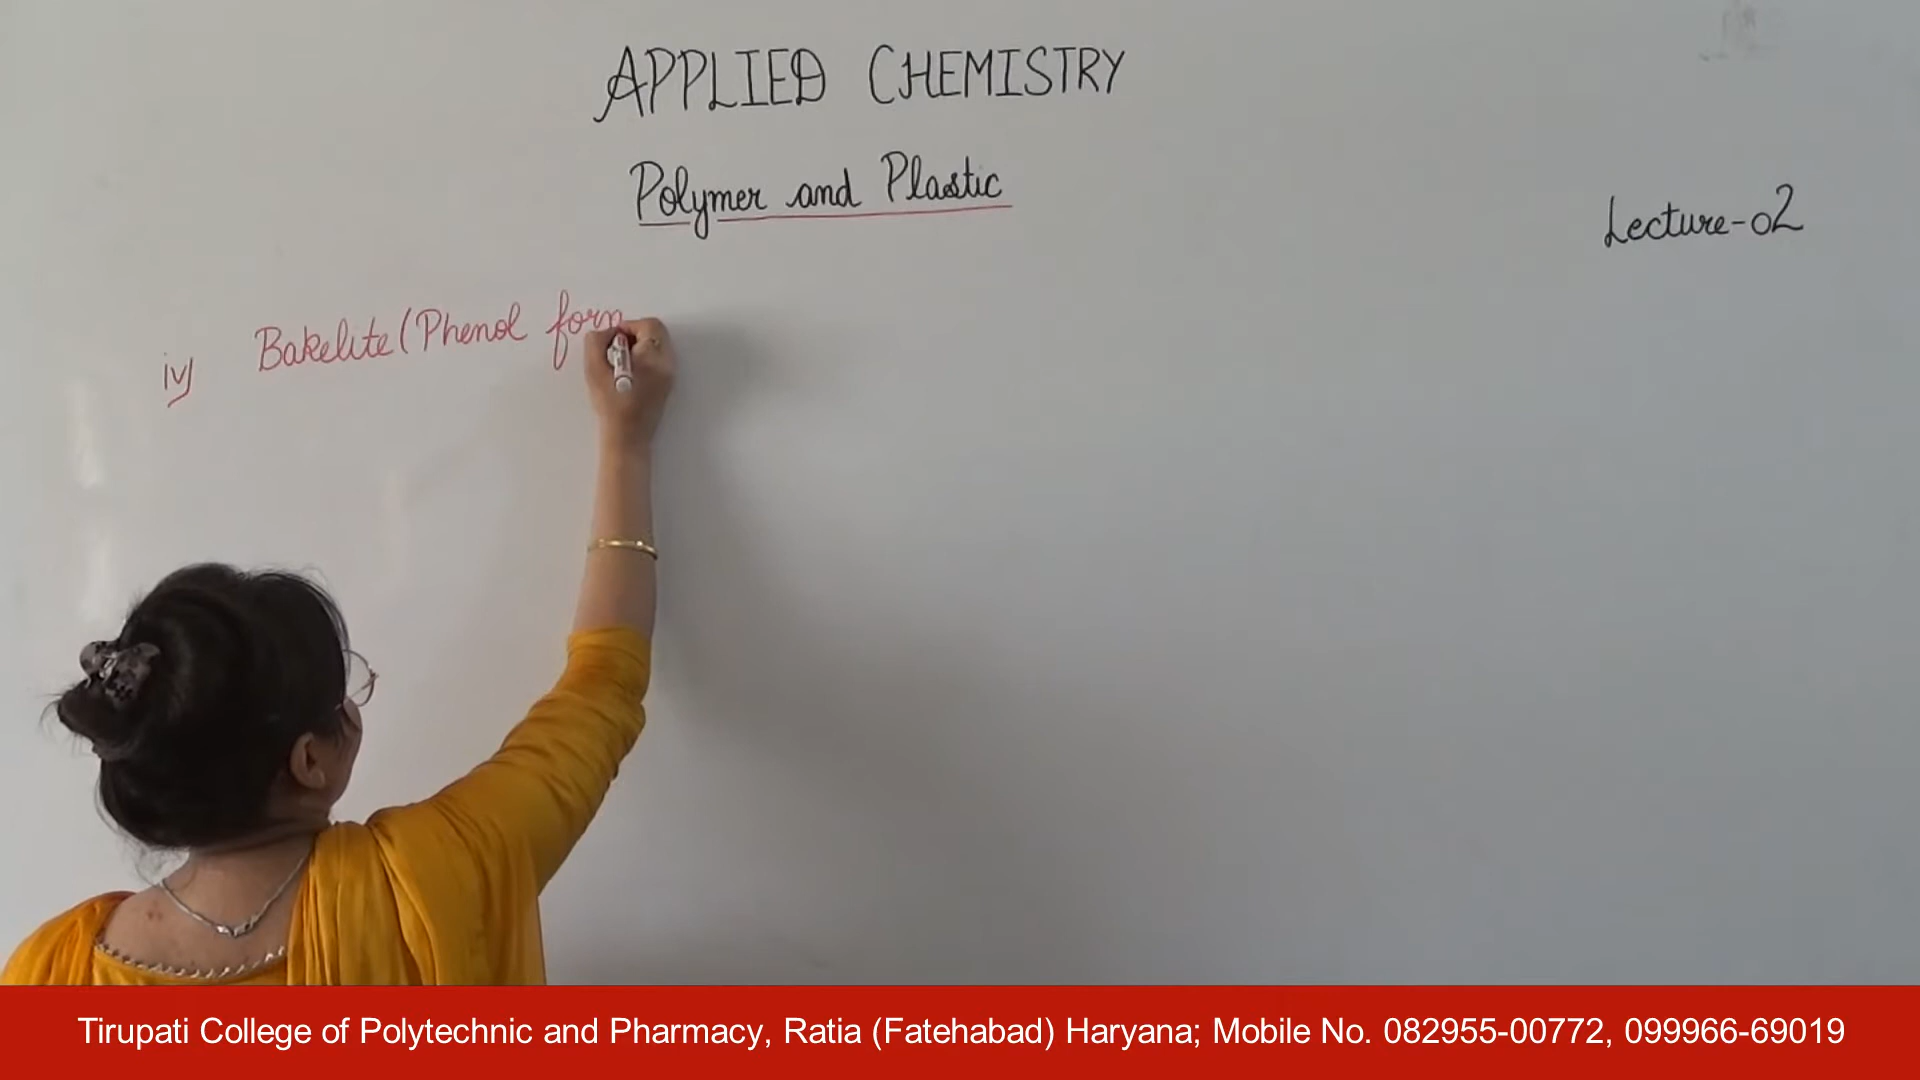 APPLIED CHEMISTRY
Polymer and Plastic
Lecture-02
iv) Bakelite (Phenol form
Tirupati College of Polytechnic and Pharmacy, Ratia (Fatehabad) Haryana; Mobile No. 082955-00772, 099966-69019